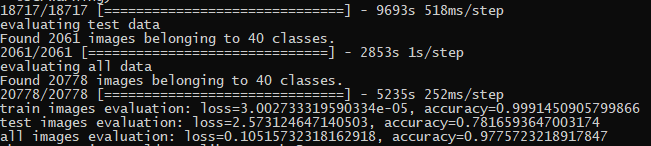 18717/18717 [==============================] - 9693s 518ms/step
evaluating test data
Found 2061 images belonging to 40 classes.
2061/2061 [==============================] - 2853s 1s/step
evaluating all data
Found 20778 images belonging to 40 classes.
20778/20778 [==============================] - 5235s 252ms/step
train images evaluation: loss=3.002733319590334e-05, accuracy=0.9991450905799866
test images evaluation: loss=2.573124647140503, accuracy=0.7816593647003174
all images evaluation: loss=0.10515732318162918, accuracy=0.9775723218917847